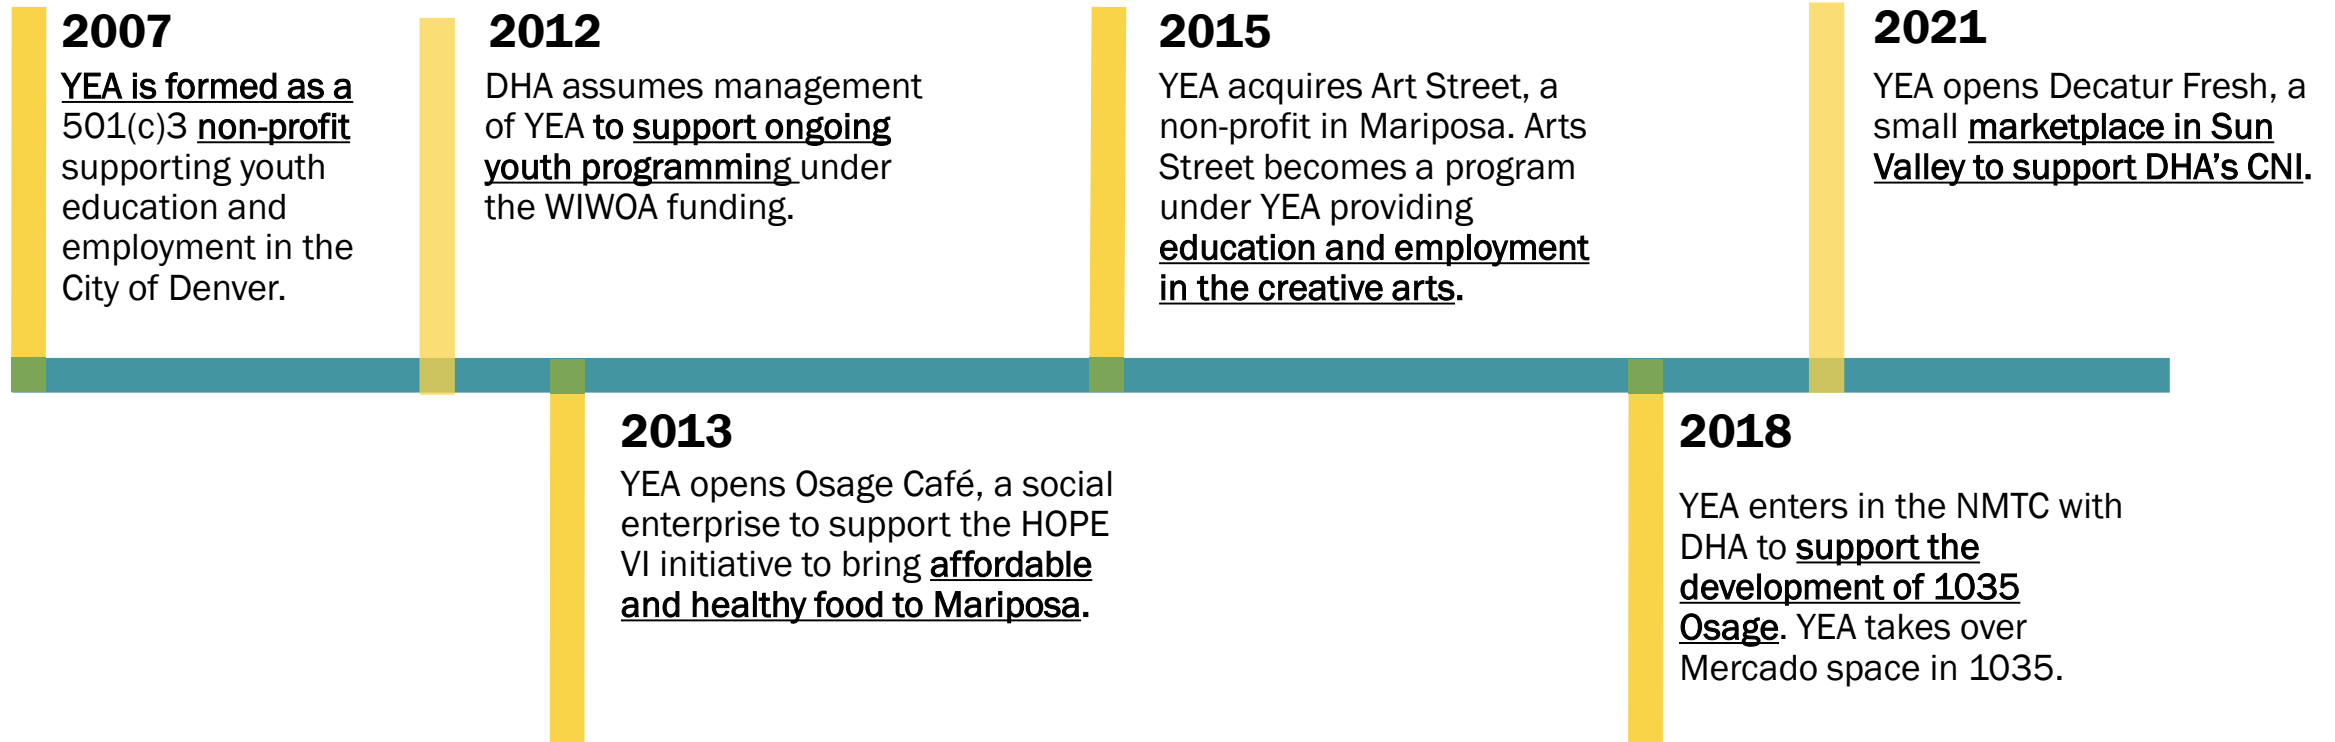 2007
YEA is formed as a
501(c)3 non-profit
supporting youth
education and
employment in the
City of Denver.
2012
DHA assumes management
of YEA to support ongoing
youth programming under
the WIWOA funding.
2013
YEA opens Osage Café, a social
enterprise to support the HOPE
VI initiative to bring affordable
and healthy food to Mariposa.
2015
YEA acquires Art Street, a
non-profit in Mariposa. Arts
Street becomes a program
under YEA providing
education and employment
in the creative arts.
2018
YEA enters in the NMTC with
DHA to support the
development of 1035
Osage. YEA takes over
Mercado space in 1035.
2021
YEA opens Decatur Fresh, a
small marketplace in Sun
Valley to support DHA’s CNI.